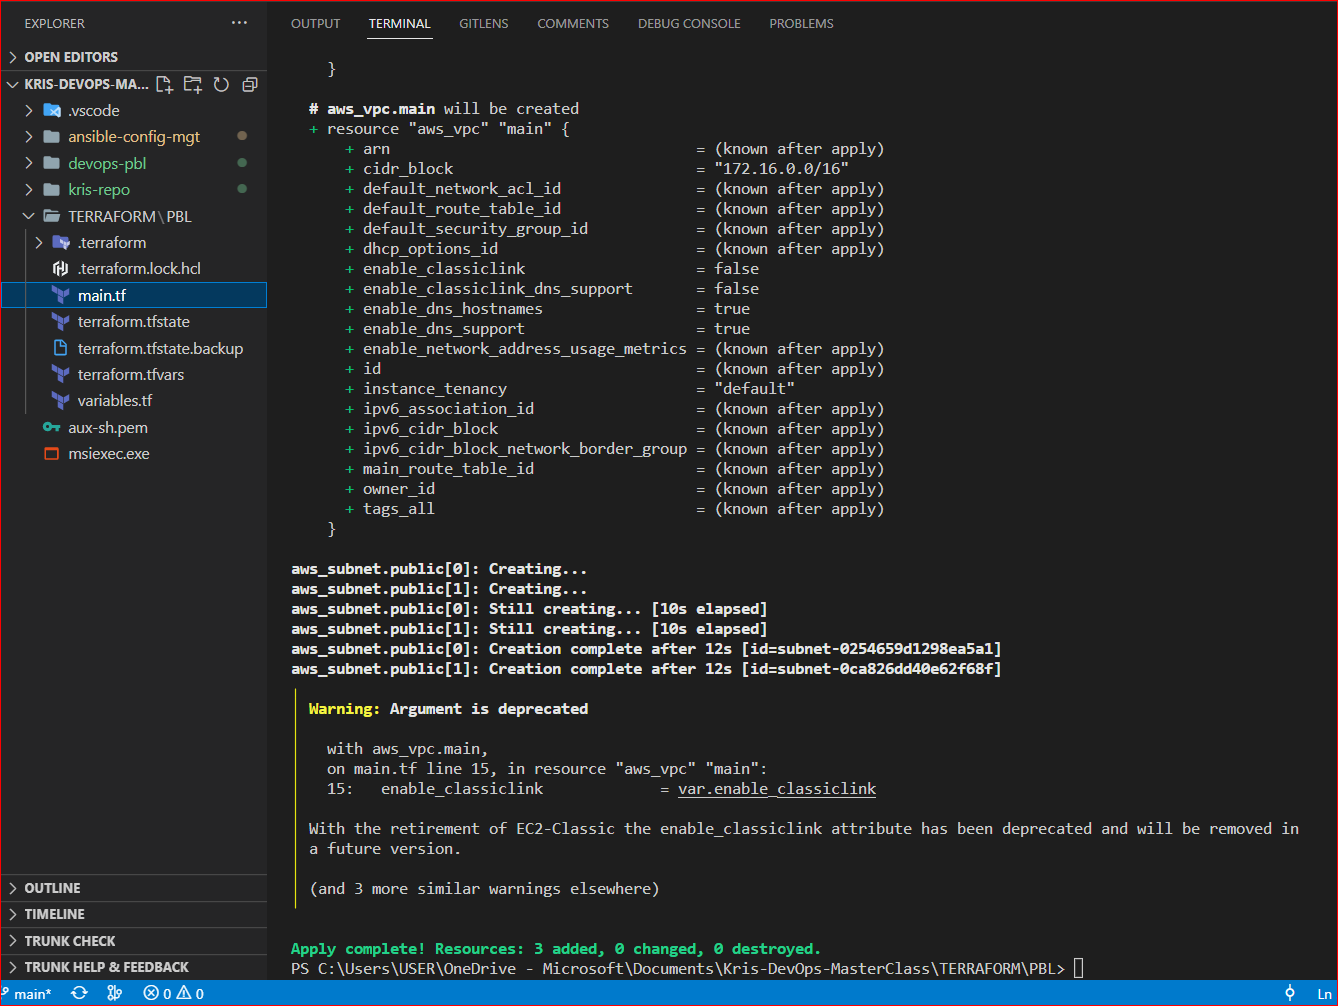 EXPLORER
OPEN EDITORS
KRIS-DEVOPS-MA...
.vscode
ansible-config-mgt
devops-pbl
kris-repo
TERRAFORM\PBL
.terraform
.terraform.lock.hcl
main.tf
terraform.tfstate
terraform.tfstate.backup
terraform.tfvars
variables.tf
aux-sh.pem
msiexec.exe
OUTLINE
TIMELINE
TRUNK CHECK
TRUNK HELP & FEEDBACK
OUTPUT TERMINAL GITLENS COMMENTS DEBUG CONSOLE PROBLEMS
}
# aws_vpc.main will be created
+ resource "aws_vpc" "main" {
+ arn = (known after apply)
+ cidr_block = "172.16.0.0/16"
+ default_network_acl_id = (known after apply)
+ default_route_table_id = (known after apply)
+ default_security_group_id = (known after apply)
+ dhcp_options_id = (known after apply)
+ enable_classiclink = false
+ enable_classiclink_dns_support = false
+ enable_dns_hostnames = true
+ enable_dns_support = true
+ enable_network_address_usage_metrics = (known after apply)
+ id = (known after apply)
+ instance_tenancy = "default"
+ ipv6_association_id = (known after apply)
+ ipv6_cidr_block = (known after apply)
+ ipv6_cidr_block_network_border_group = (known after apply)
+ main_route_table_id = (known after apply)
+ owner_id = (known after apply)
+ tags_all = (known after apply)
}
aws_subnet.public[0]: Creating...
aws_subnet.public[1]: Creating...
aws_subnet.public[0]: Still creating... [10s elapsed]
aws_subnet.public[1]: Still creating... [10s elapsed]
aws_subnet.public[0]: Creation complete after 12s [id=subnet-0254659d1298ea5a1]
aws_subnet.public[1]: Creation complete after 12s [id=subnet-0ca826dd40e62f68f]
Warning: Argument is deprecated
with aws_vpc.main,
on main.tf line 15, in resource "aws_vpc" "main":
15: enable_classiclink = var.enable_classiclink
With the retirement of EC2-Classic the enable_classiclink attribute has been deprecated and will be removed in
a future version.
(and 3 more similar warnings elsewhere)
Apply complete! Resources: 3 added, 0 changed, 0 destroyed.
PS C:\Users\USER\OneDrive - Microsoft\Documents\Kris-DevOps-MasterClass\TERRAFORM\PBL>
main* 0 0 Ln